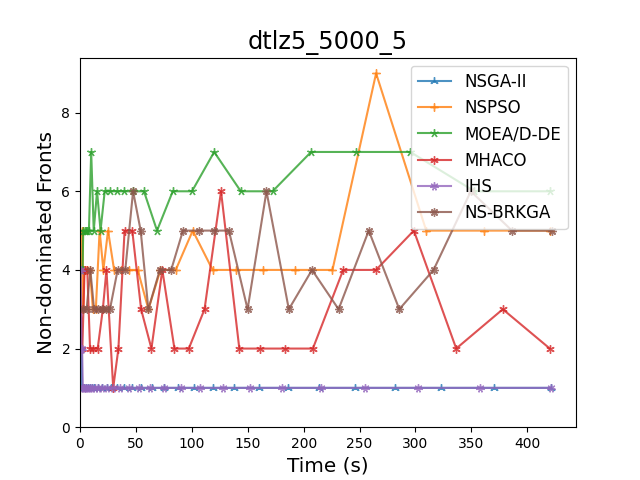 dtlz5_5000_5
Non-dominated Fronts
8
6
4
2
0
0 50 100 150 200 250 300 350 400
Time (s)
NSGA-II
NSPSO
MOEA/D-DE
MHACO
IHS
NS-BRKGA